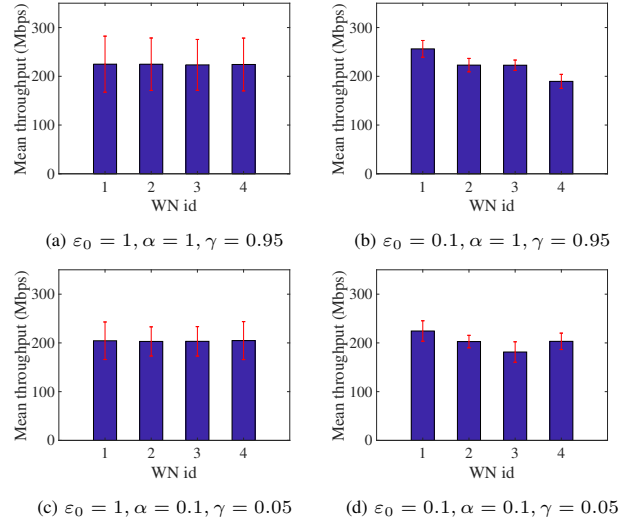 Mean throughput (Mbps)
300
200
100
0
1 2 3 4
WN id
(a) ε₀ = 1, α = 1, γ = 0.95
Mean throughput (Mbps)
300
200
100
0
1 2 3 4
WN id
(b) ε₀ = 0.1, α = 1, γ = 0.95
Mean throughput (Mbps)
300
200
100
0
1 2 3 4
WN id
(c) ε₀ = 1, α = 0.1, γ = 0.05
Mean throughput (Mbps)
300
200
100
0
1 2 3 4
WN id
(d) ε₀ = 0.1, α = 0.1, γ = 0.05